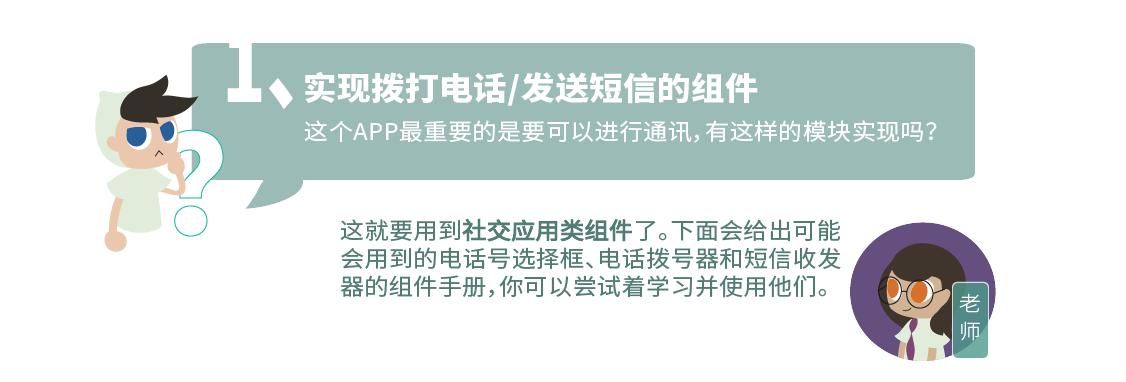 1、实现拨打电话/发送短信的组件
这个APP最重要的是要可以进行通讯，有这样的模块实现吗？
?
这就要用到社交应用类组件了。下面会给出可能
会用到的电话号选择框、电话拨号器和短信收发
器的组件手册，你可以尝试着学习并使用他们。
老
师